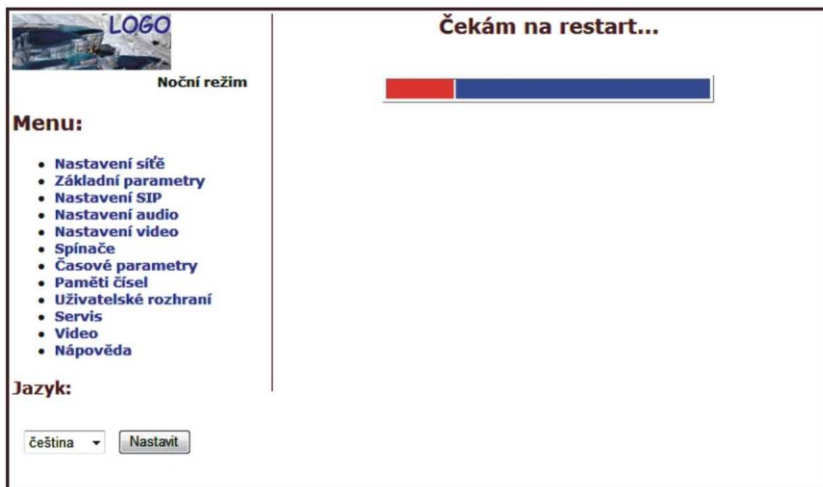 LOGO
Noční režim
Menu:
Nastavení síťě
Základní parametry
Nastavení SIP
Nastavení audio
Nastavení video
Spínače
Časové parametry
Paměti čísel
Uživatelské rozhraní
Servis
Video
Nápověda
Jazyk:
čeština
Nastavit
Čekám na restart...